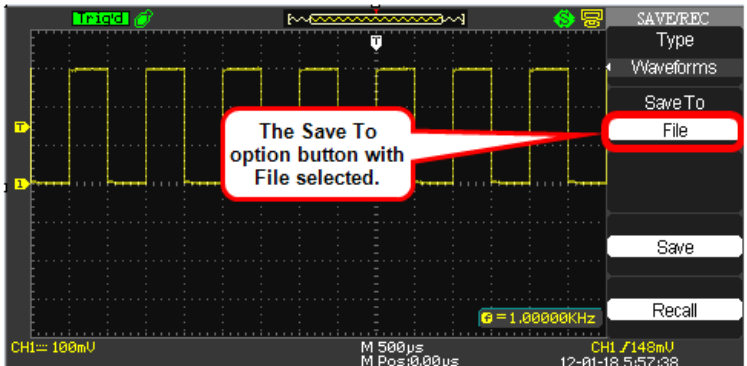 Trig'd
S
SAVE/REC
Type
Waveforms
Save To
File
Save
Recall
T
T
1
The Save To
option button with
File selected.
f = 1.00000KHz
CH1 100mV
M 500µs
CH1 148mV
M Pos:0.00us
12-01-18 5:57:38